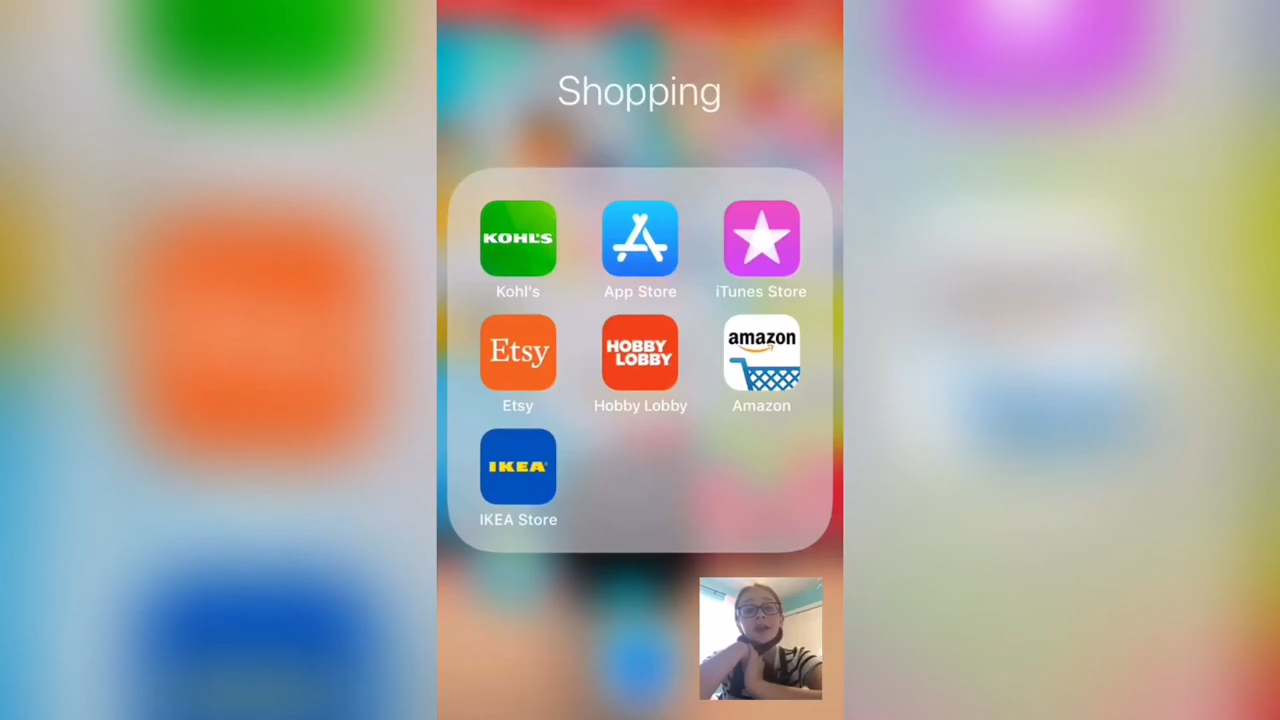 Shopping
KOHL'S
Kohl's
App Store
iTunes Store
Etsy
Etsy
HOBBY
LOBBY
Hobby Lobby
amazon
Amazon
IKEA
IKEA Store